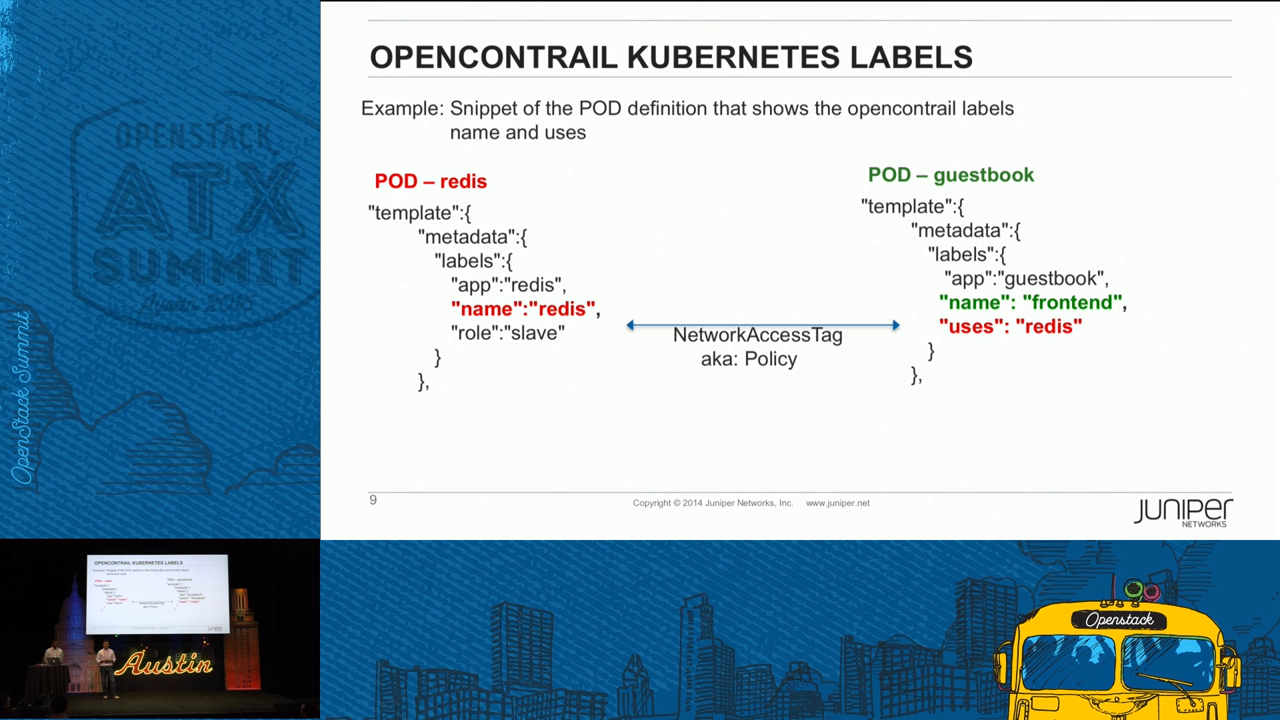 OPENCONTRAIL KUBERNETES LABELS
Example: Snippet of the POD definition that shows the opencontrail labels
name and uses
POD – redis
"template":{
"metadata":{
"labels":{
"app":"redis",
"name":"redis",
"role":"slave"
}
},
NetworkAccessTag
aka: Policy
POD – guestbook
"template":{
"metadata":{
"labels":{
"app":"guestbook",
"name": "frontend",
"uses": "redis"
}
},
9
Copyright © 2014 Juniper Networks, Inc. www.juniper.net
JUNIPER
NETWORKS
OPENSTACK
ATX
OpenStack Summit
OPENCONTRAIL KUBERNETES LABELS
Austin
Openstack